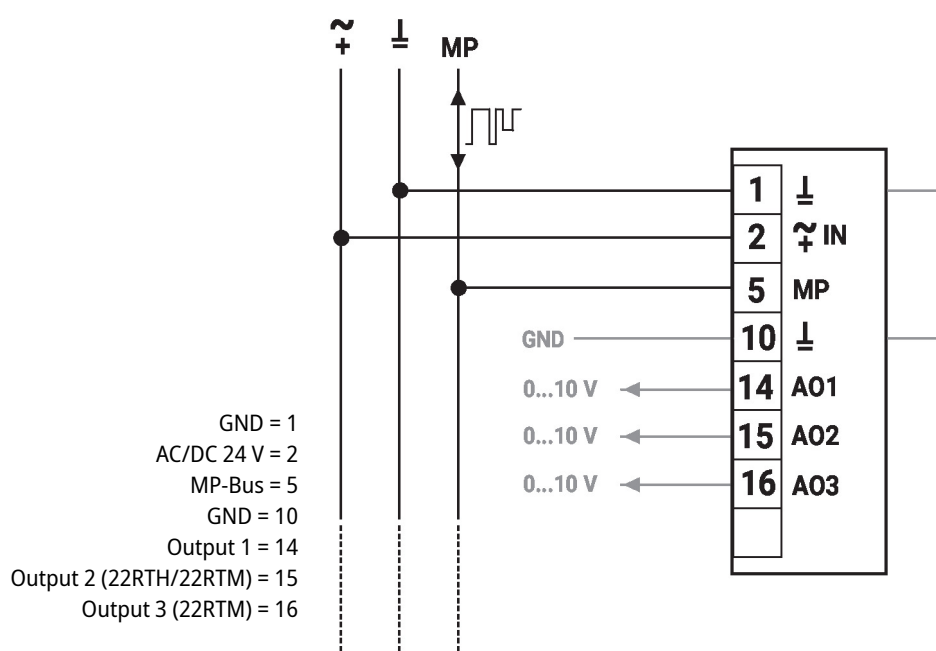 ~
+
⊥
MP
1 ⊥
2 ~ + IN
5 MP
GND 10 ⊥
0...10 V 14 AO1
0...10 V 15 AO2
0...10 V 16 AO3
GND = 1
AC/DC 24 V = 2
MP-Bus = 5
GND = 10
Output 1 = 14
Output 2 (22RTH/22RTM) = 15
Output 3 (22RTM) = 16